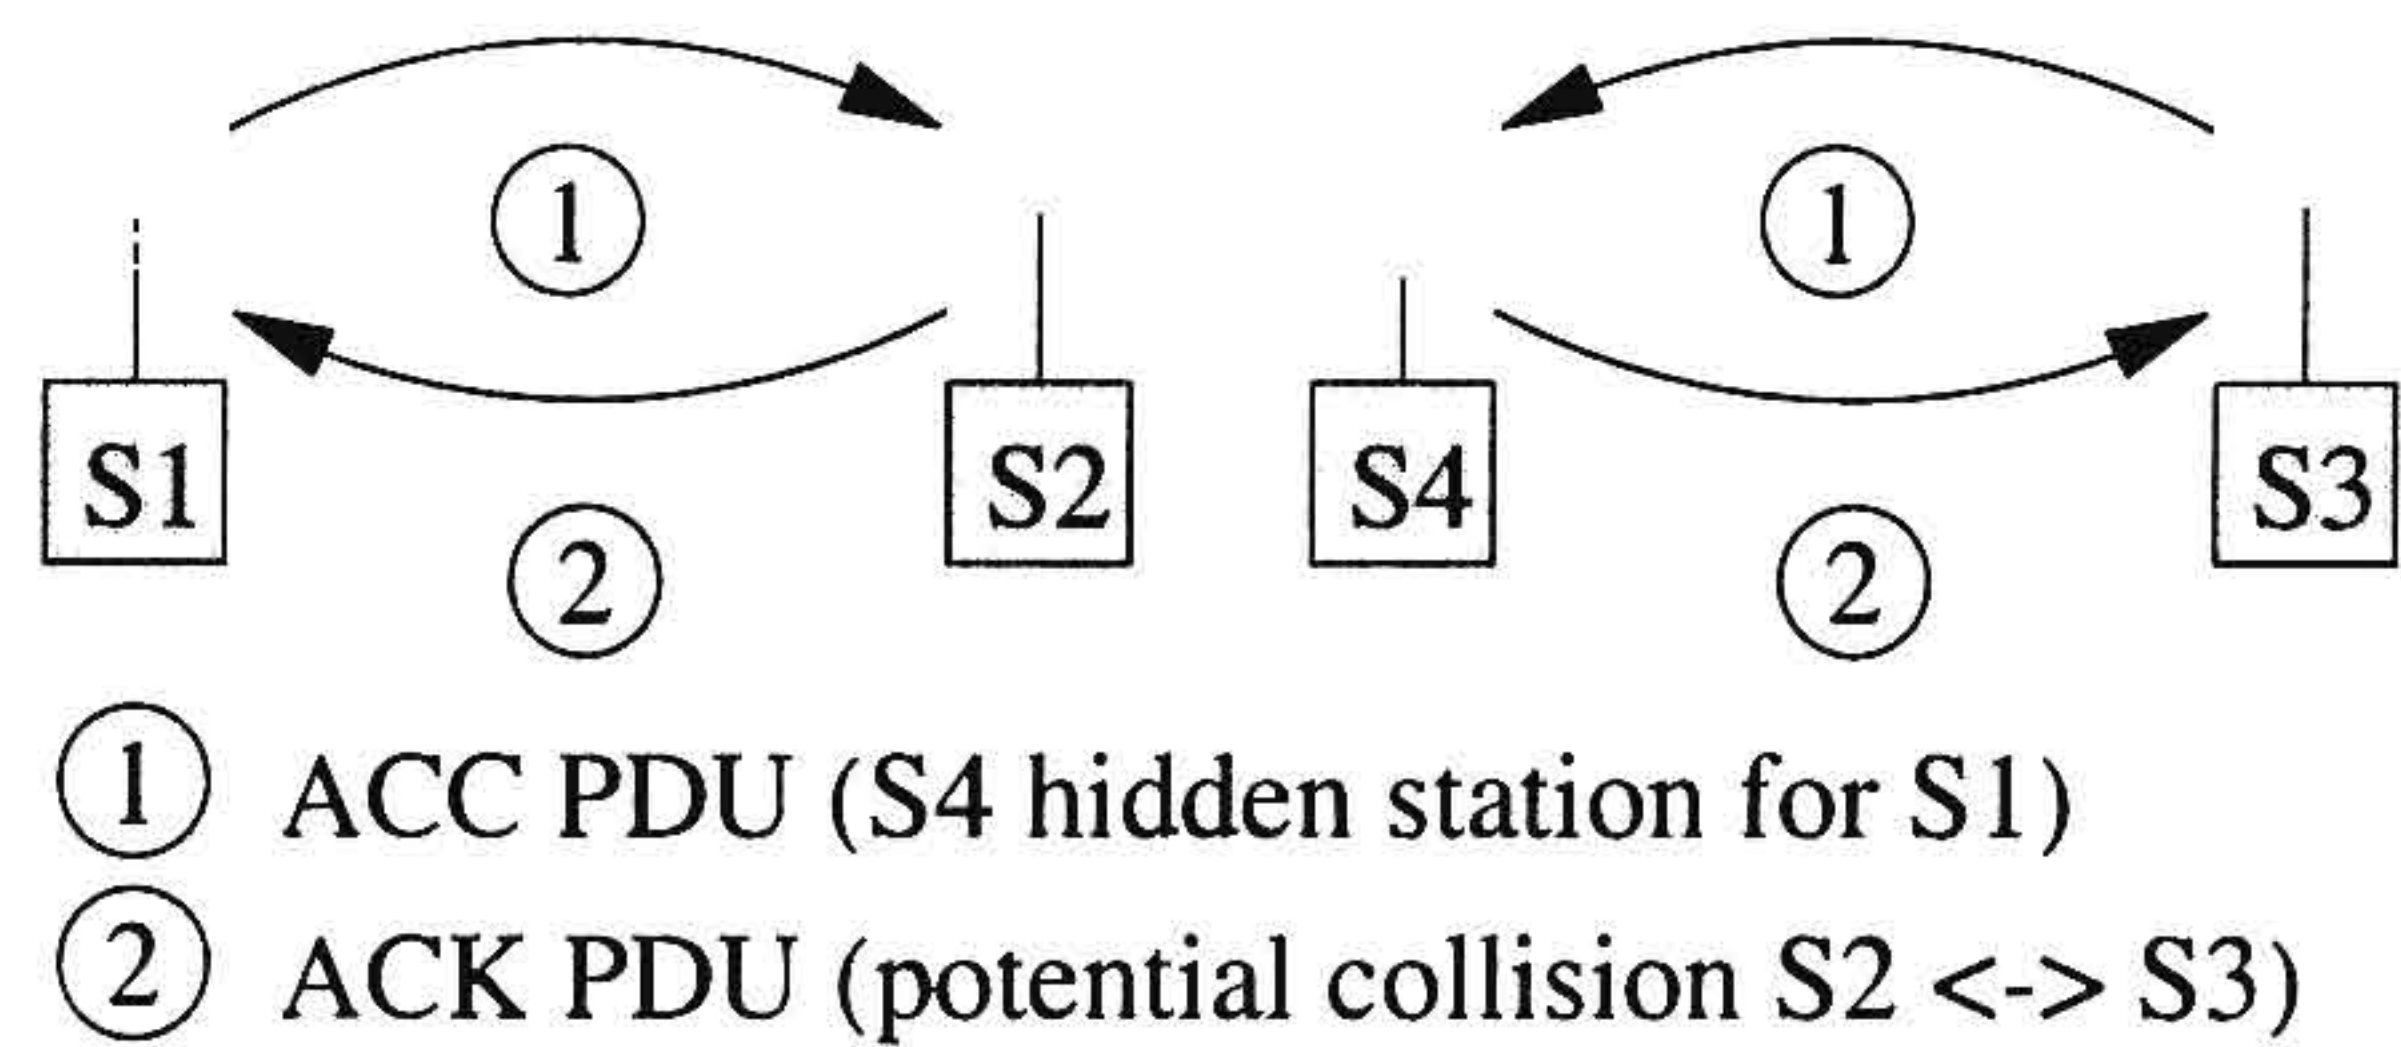 1 1
S1 S2 S4 S3
2 2
1 ACC PDU (S4 hidden station for S1)
2 ACK PDU (potential collision S2 <-> S3)